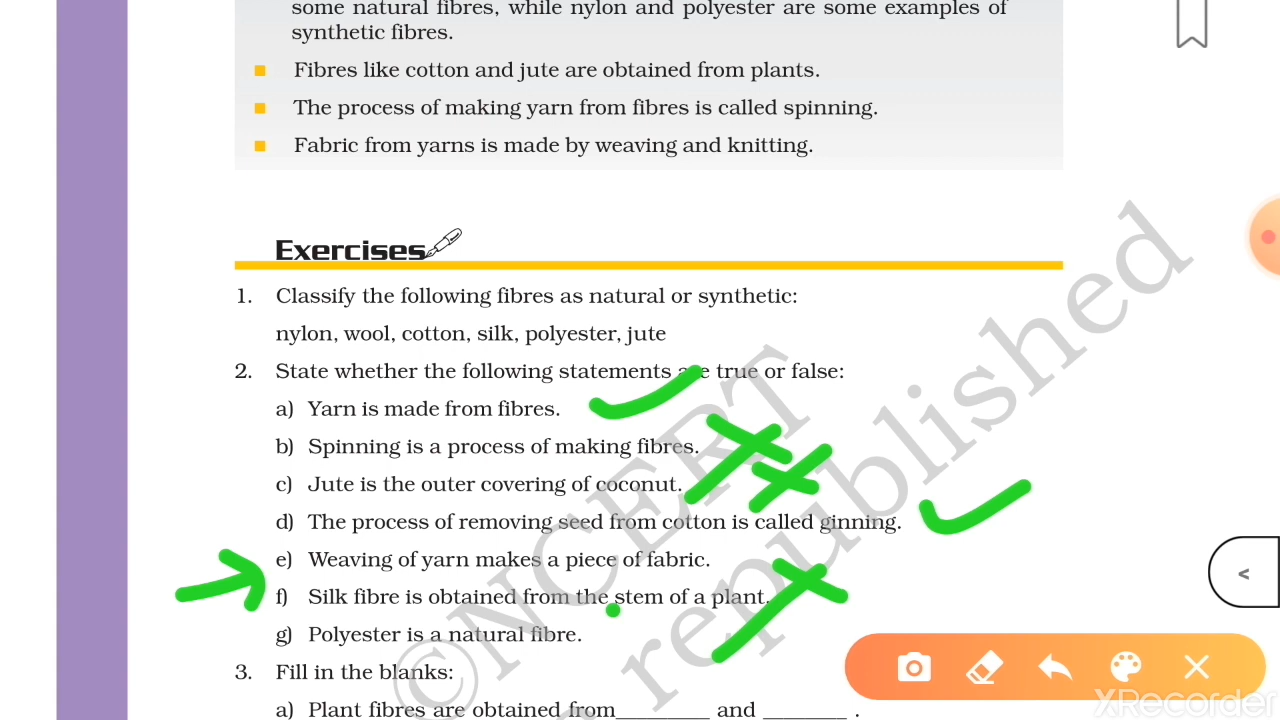 some natural fibres, while nylon and polyester are some examples of
synthetic fibres.
Fibres like cotton and jute are obtained from plants.
The process of making yarn from fibres is called spinning.
Fabric from yarns is made by weaving and knitting.
Exercises
1. Classify the following fibres as natural or synthetic:
nylon, wool, cotton, silk, polyester, jute
2. State whether the following statements are true or false:
a) Yarn is made from fibres.
b) Spinning is a process of making fibres.
c) Jute is the outer covering of coconut.
d) The process of removing seed from cotton is called ginning.
e) Weaving of yarn makes a piece of fabric.
f) Silk fibre is obtained from the stem of a plant.
g) Polyester is a natural fibre.
3. Fill in the blanks:
a) Plant fibres are obtained from________ and _______ .
©NCERT
republished
XRecorder